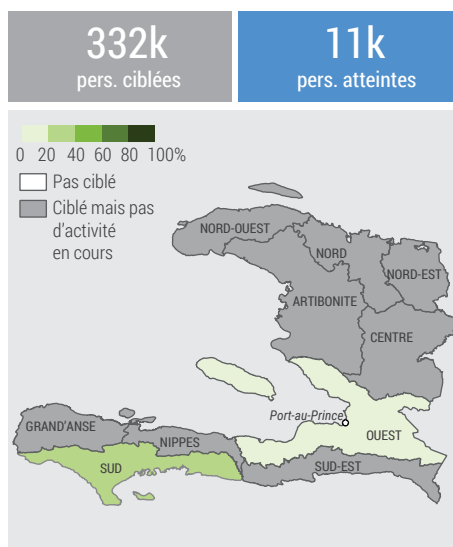 332k
pers. ciblées
11k
pers. atteintes
0 20 40 60 80 100%
Pas ciblé
Ciblé mais pas
d'activité
en cours
NORD-OUEST
NORD
NORD-EST
ARTIBONITE
CENTRE
Port-au-Prince
GRAND'ANSE
NIPPES
OUEST
SUD
SUD-EST